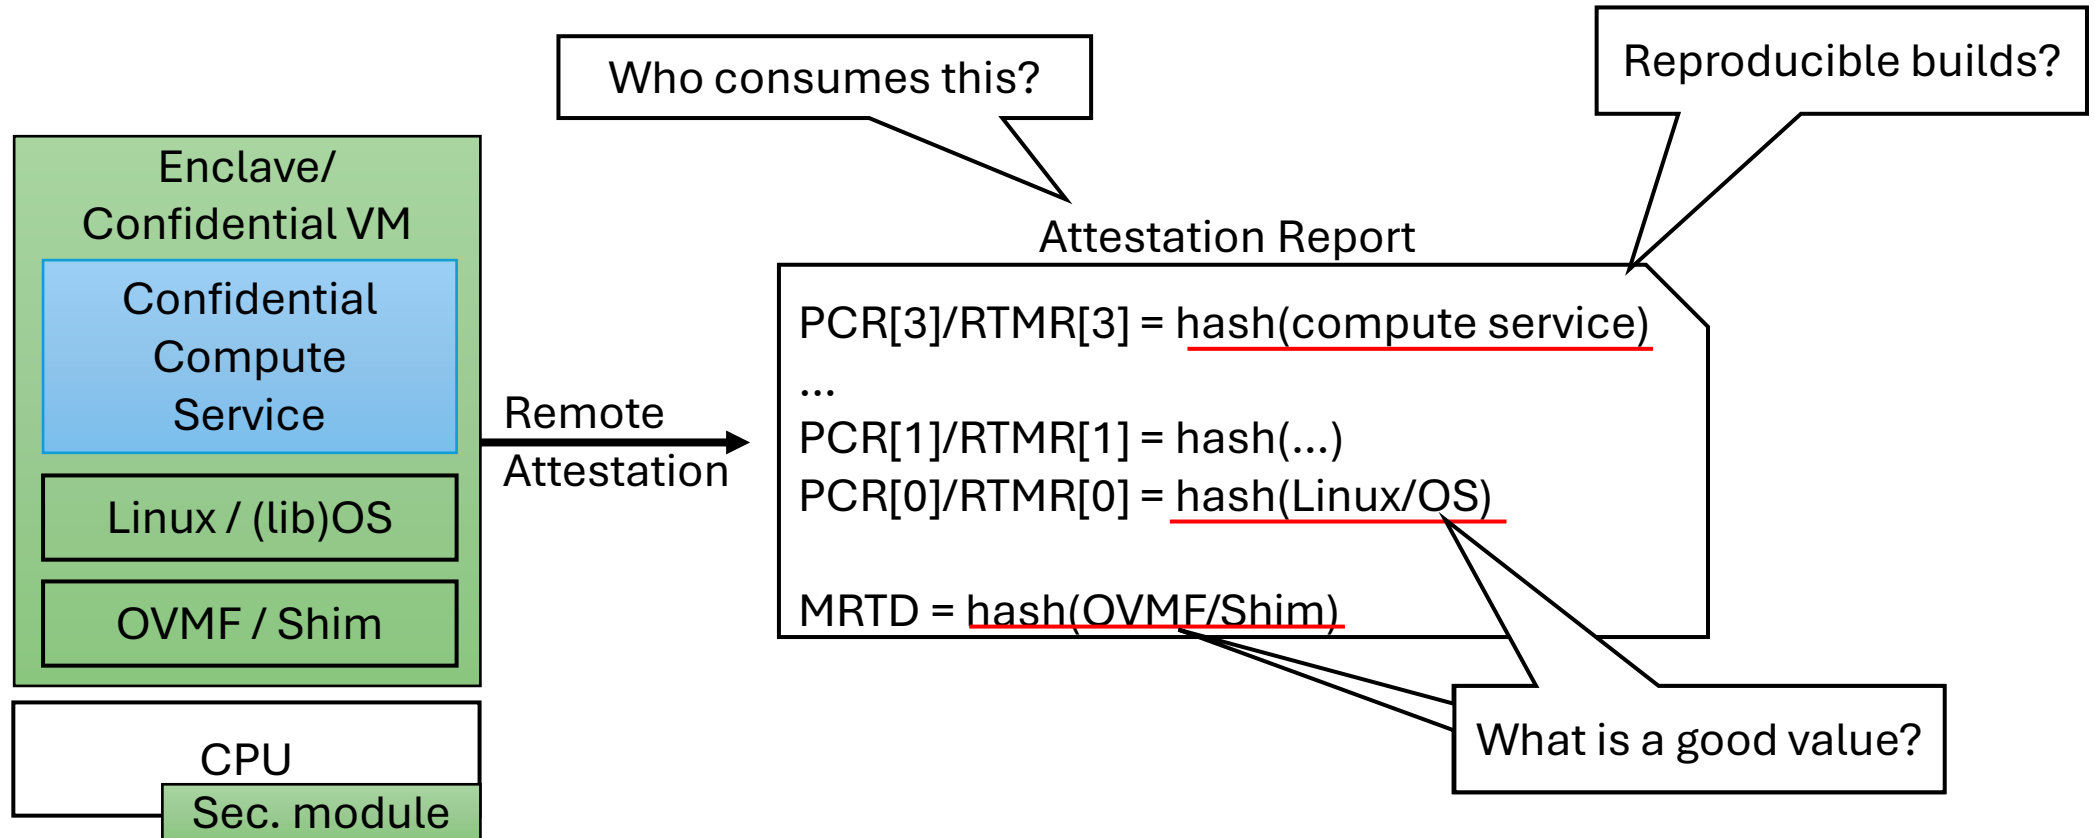 Who consumes this?
Reproducible builds?
Enclave/
Confidential VM
Confidential
Compute
Service
Linux / (lib)OS
OVMF / Shim
CPU
Sec. module
Remote
Attestation
Attestation Report
PCR[3]/RTMR[3] = hash(compute service)
...
PCR[1]/RTMR[1] = hash(...)
PCR[0]/RTMR[0] = hash(Linux/OS)
MRTD = hash(OVMF/Shim)
What is a good value?